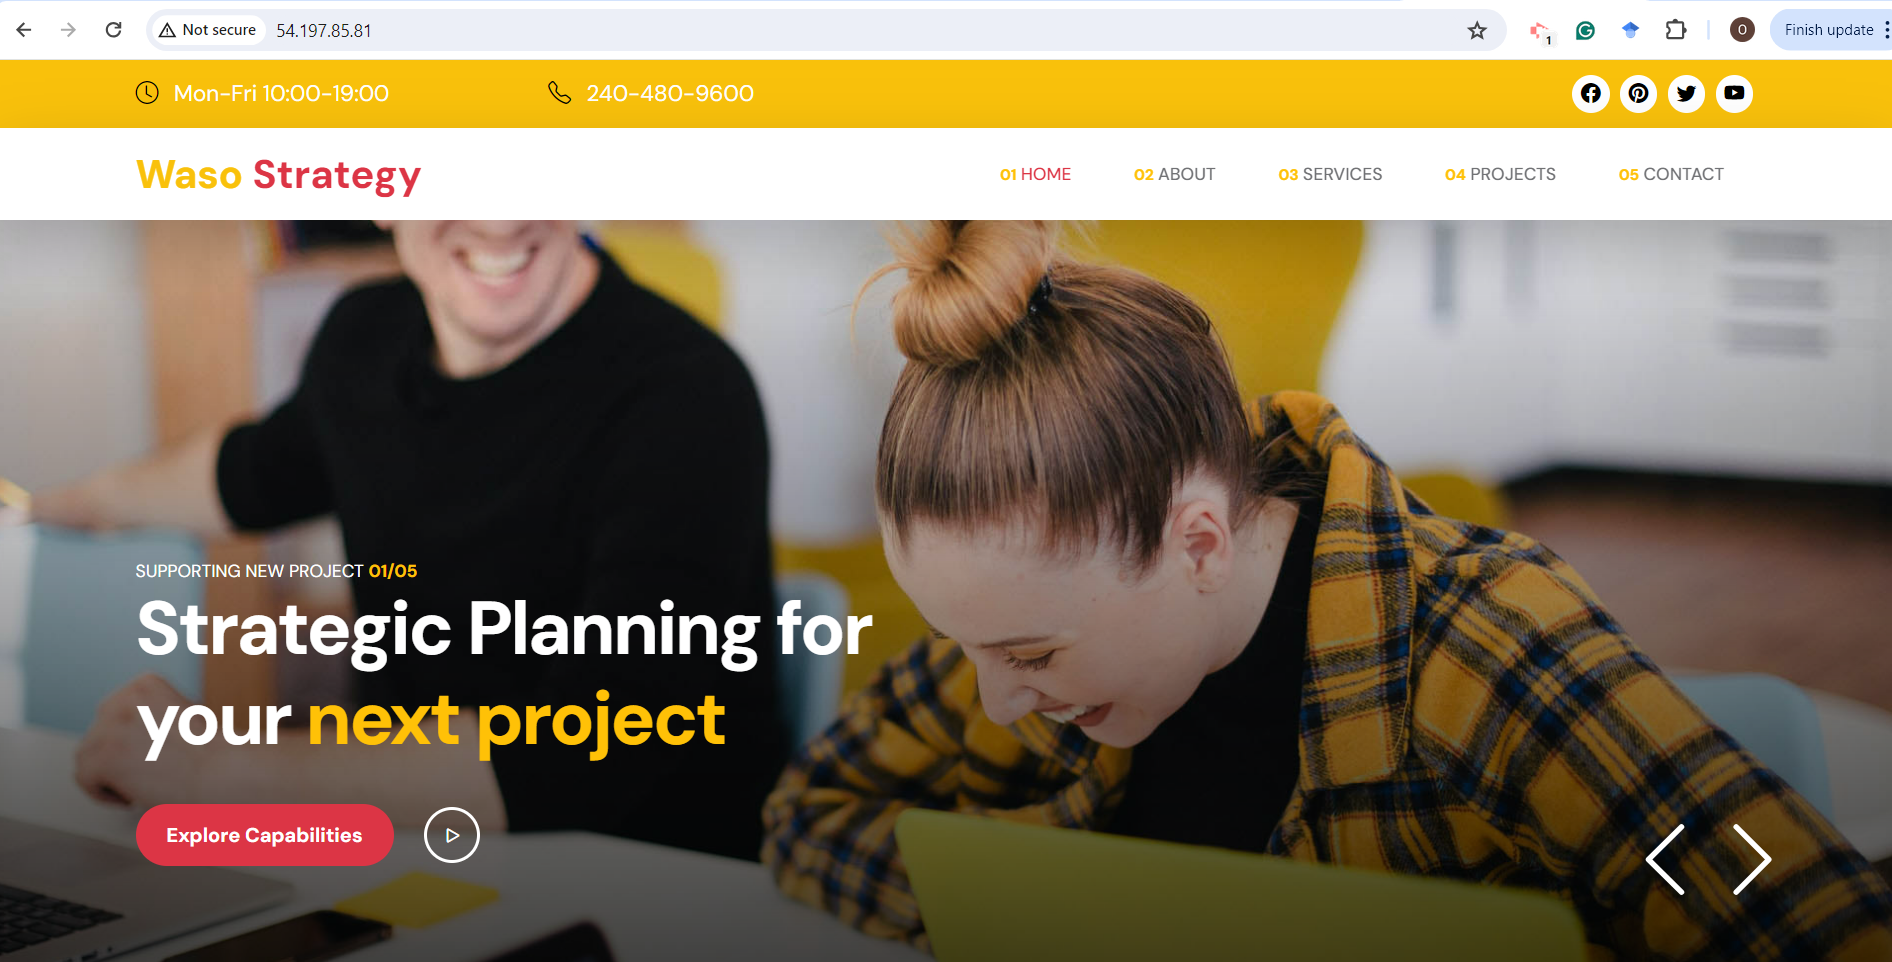 Not secure 54.197.85.81 1 O Finish update
Mon-Fri 10:00-19:00 240-480-9600
Waso Strategy
01 HOME 02 ABOUT 03 SERVICES 04 PROJECTS 05 CONTACT
SUPPORTING NEW PROJECT 01/05
Strategic Planning for
your next project
Explore Capabilities